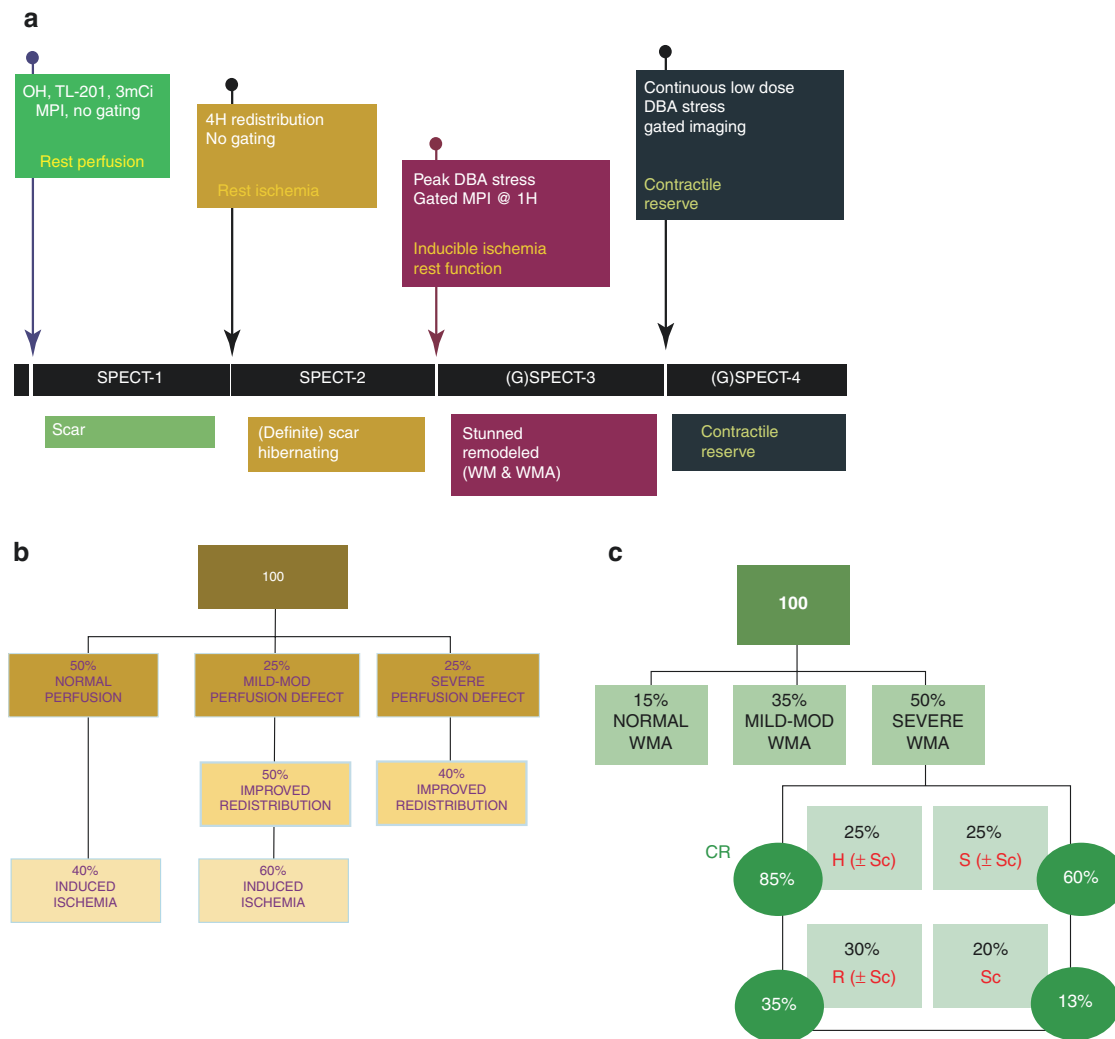 a
OH, TL-201, 3mCi
MPI, no gating
Rest perfusion
4H redistribution
No gating
Rest ischemia
Peak DBA stress
Gated MPI @ 1H
Inducible ischemia
rest function
Continuous low dose
DBA stress
gated imaging
Contractile
reserve
SPECT-1
SPECT-2
(G)SPECT-3
(G)SPECT-4
Scar
(Definite) scar
hibernating
Stunned
remodeled
(WM & WMA)
Contractile
reserve
b
100
50%
NORMAL
PERFUSION
25%
MILD-MOD
PERFUSION DEFECT
25%
SEVERE
PERFUSION DEFECT
50%
IMPROVED
REDISTRIBUTION
40%
IMPROVED
REDISTRIBUTION
40%
INDUCED
ISCHEMIA
60%
INDUCED
ISCHEMIA
c
100
15%
NORMAL
WMA
35%
MILD-MOD
WMA
50%
SEVERE
WMA
CR
85%
25%
H (± Sc)
25%
S (± Sc)
60%
35%
30%
R (± Sc)
20%
Sc
13%